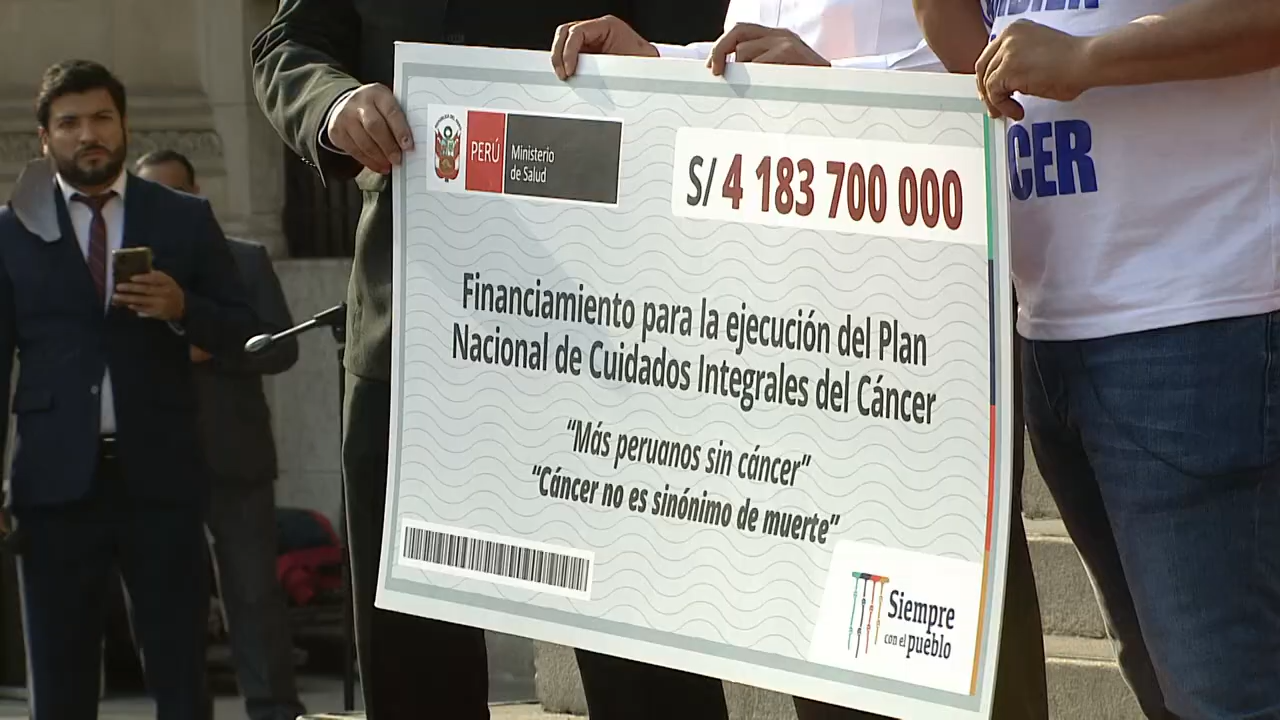 PERÚ
Ministerio
de Salud
S/ 4 183 700 000
Financiamiento para la ejecución del Plan
Nacional de Cuidados Integrales del Cáncer
“Más peruanos sin cáncer”
“Cáncer no es sinónimo de muerte”
Siempre
con el pueblo
CER